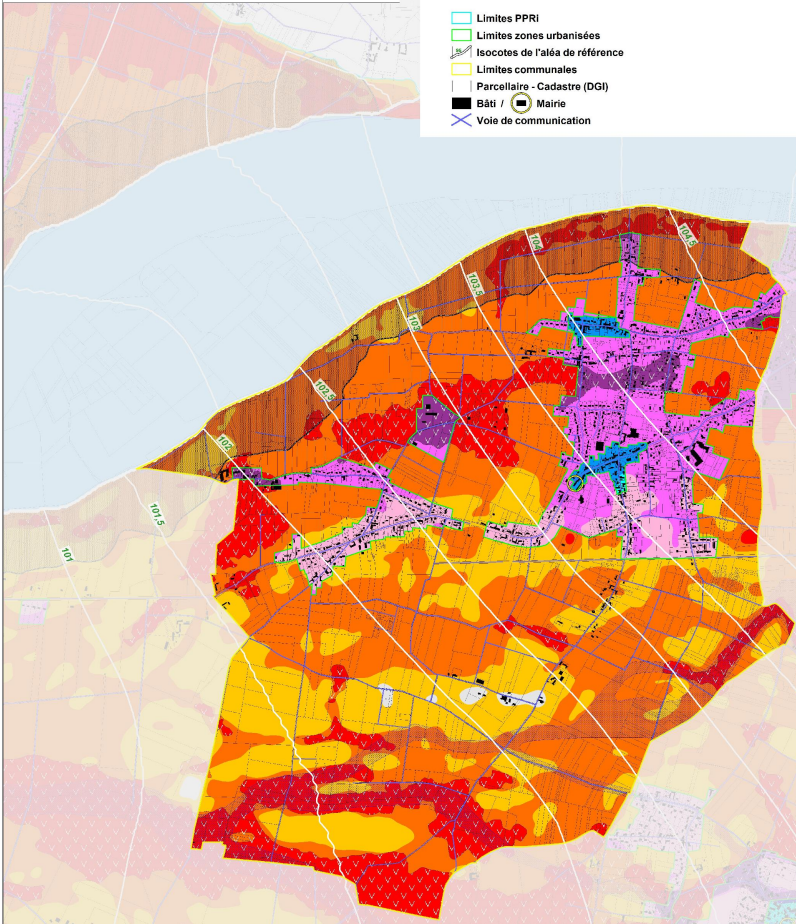 Limites PPRi
Limites zones urbanisées
Isocotes de l'aléa de référence
Limites communales
Parcellaire - Cadastre (DGI)
Bâti / Mairie
Voie de communication
104,5
104
103,5
103
102,5
102
101,5
101